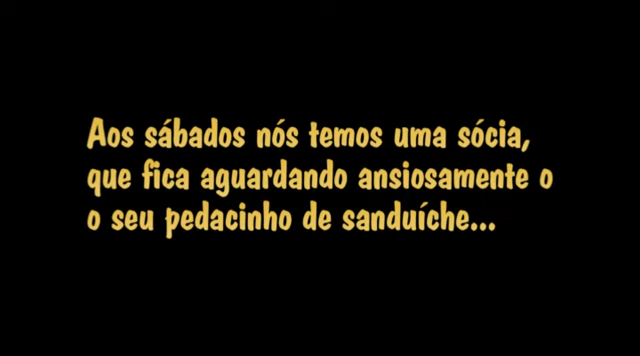 Aos sábados nós temos uma sócia,
que fica aguardando ansiosamente o
o seu pedacinho de sanduíche...